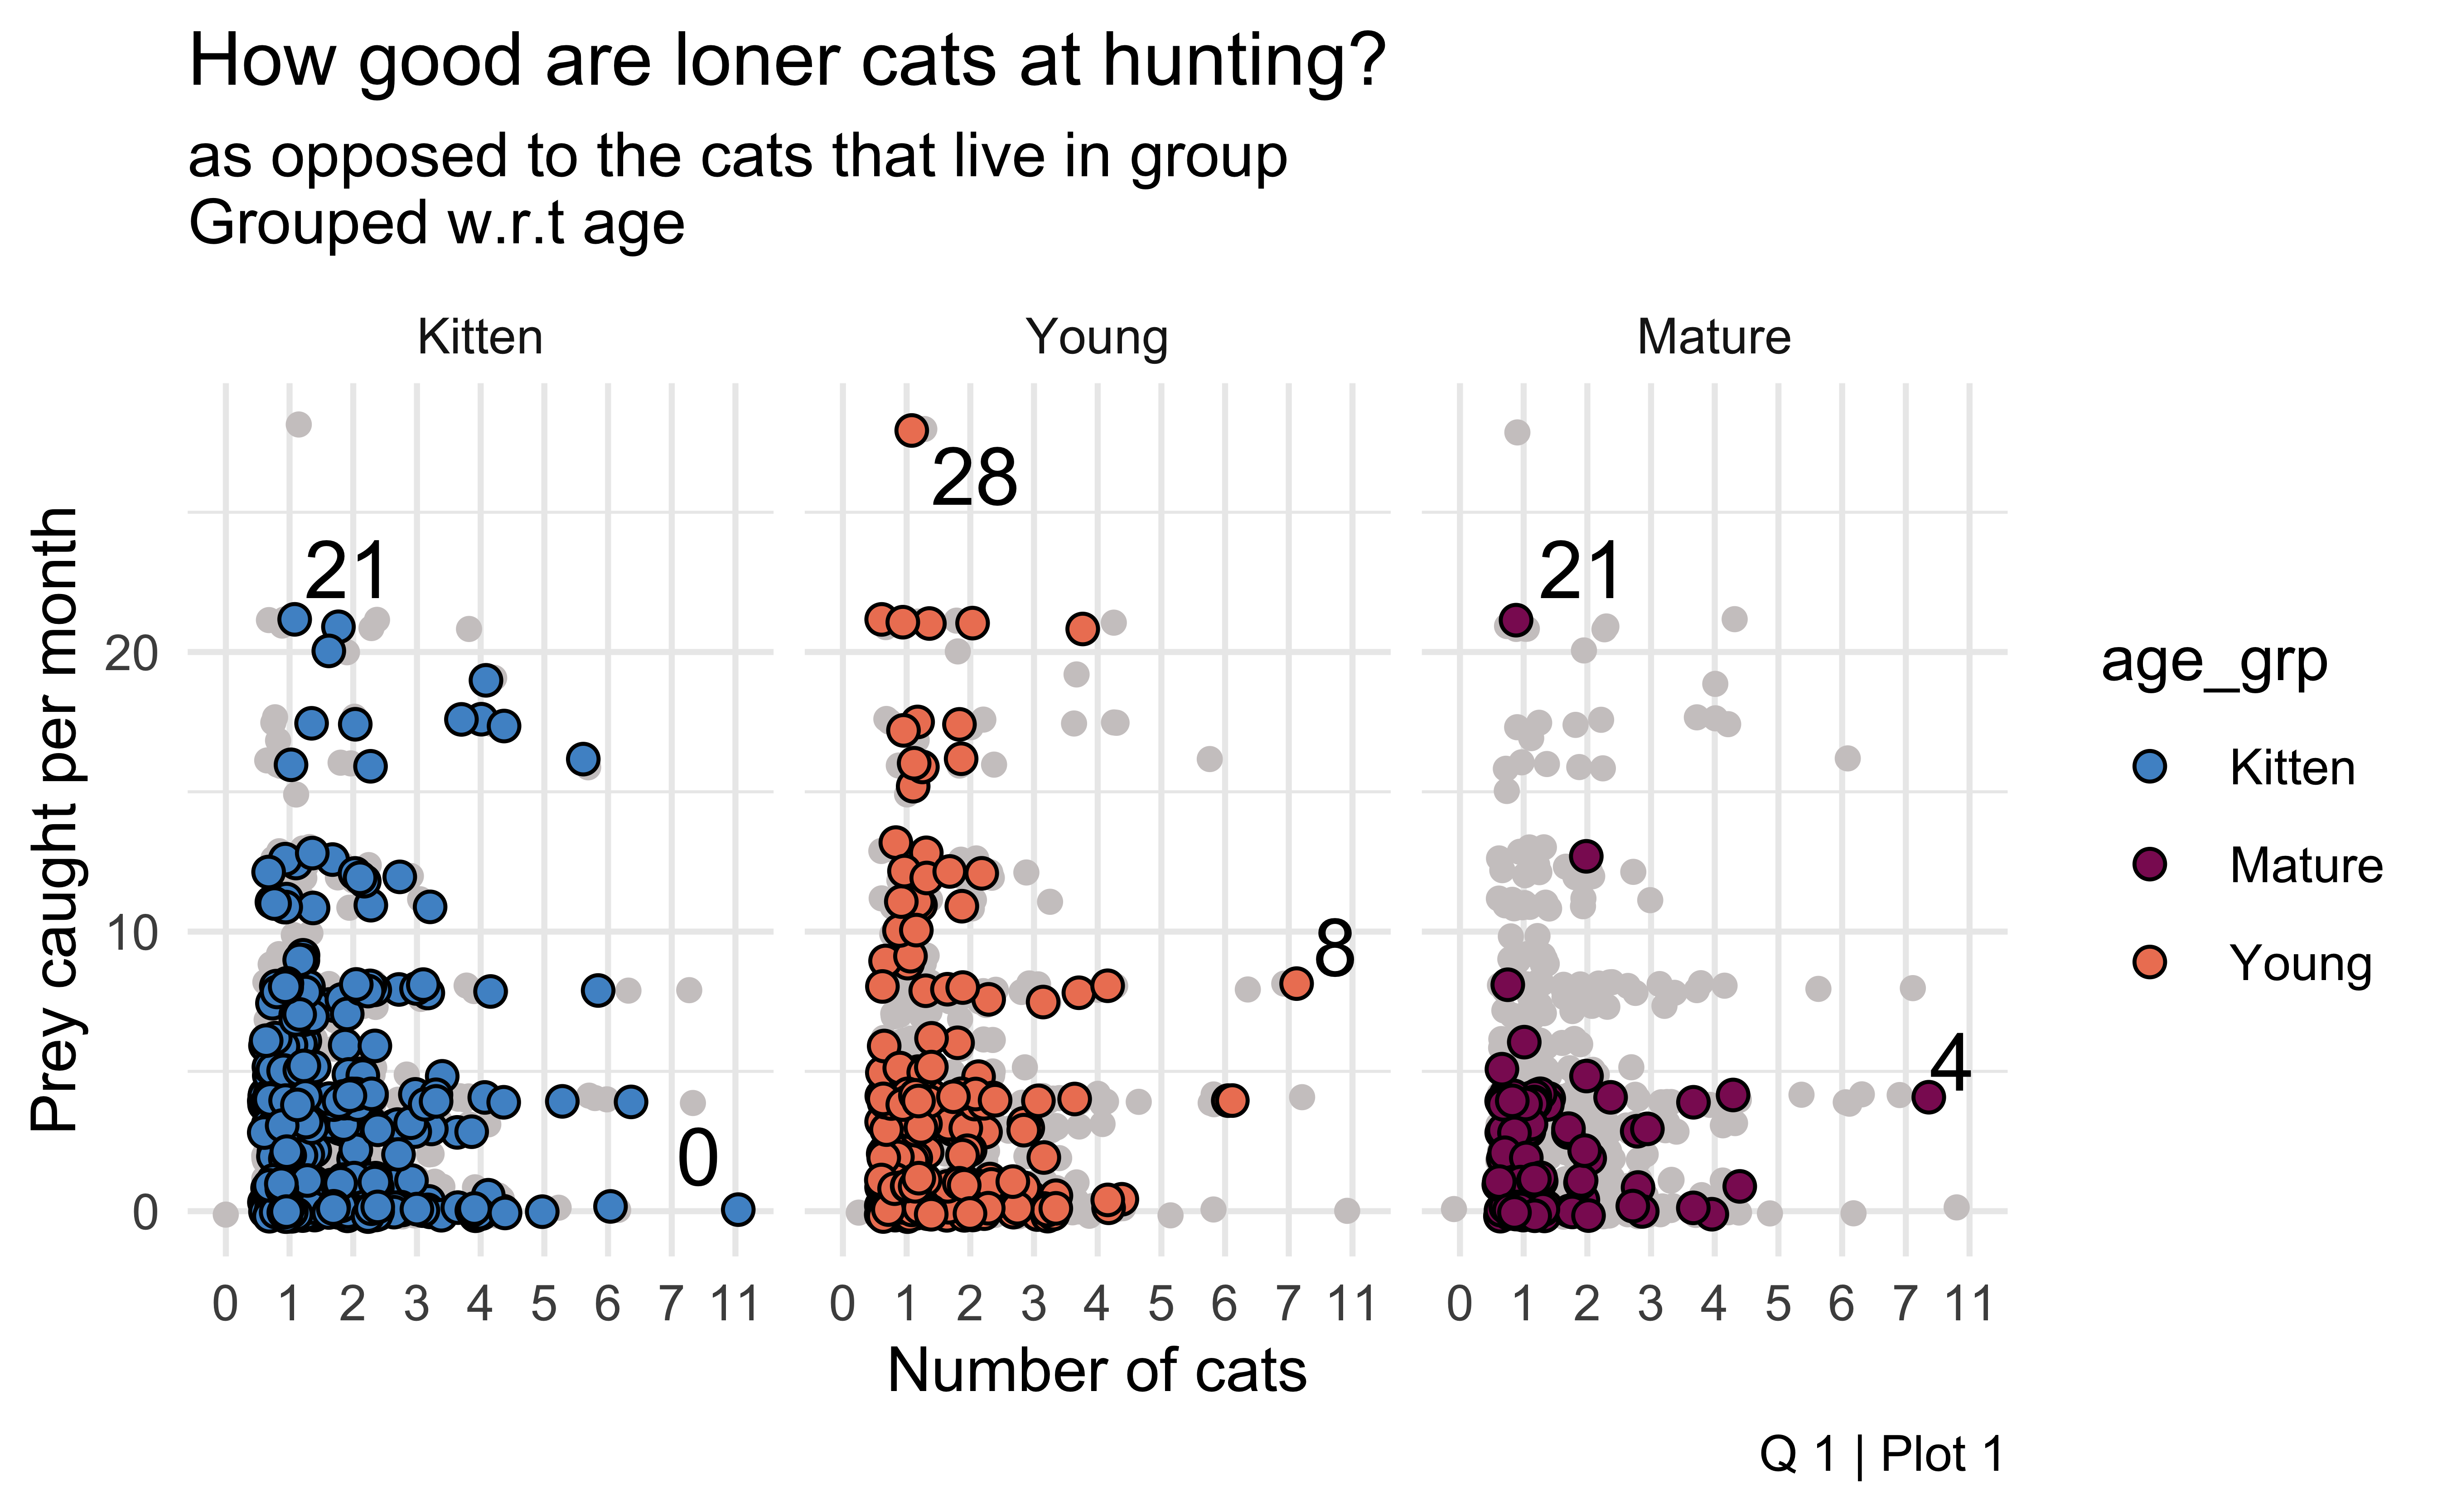 How good are loner cats at hunting?
as opposed to the cats that live in group
Grouped w.r.t age
Kitten Young Mature
28
21 21
20
8
10
4
0
0
Prey caught per month
0 1 2 3 4 5 6 7 11 0 1 2 3 4 5 6 7 11 0 1 2 3 4 5 6 7 11
Number of cats
age_grp
Kitten
Mature
Young
Q 1 | Plot 1